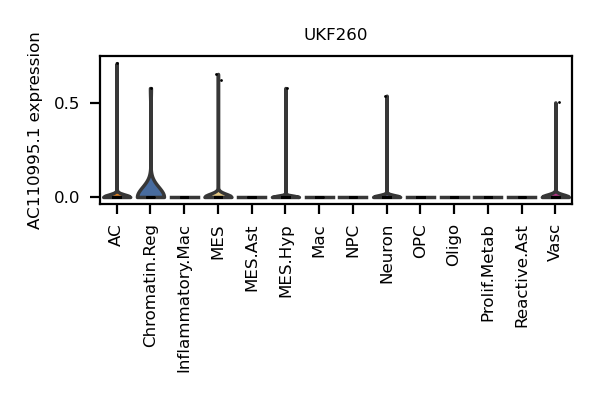 UKF260
AC110995.1 expression
0.5
0.0
AC
Chromatin.Reg
Inflammatory.Mac
MES
MES.Ast
MES.Hyp
Mac
NPC
Neuron
OPC
Oligo
Prolif.Metab
Reactive.Ast
Vasc